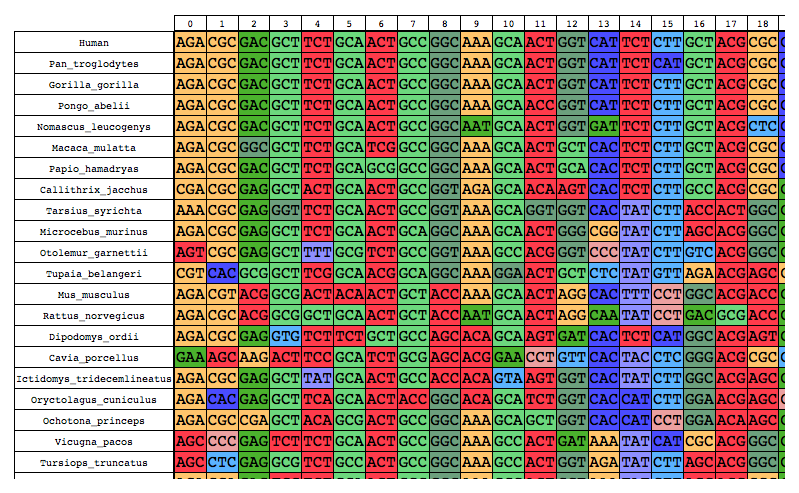 0 1 2 3 4 5 6 7 8 9 10 11 12 13 14 15 16 17 18
Human AGA CGC GAC GCT TCT GCA ACT GCC GGC AAA GCA ACT GGT CAT TCT CTT GCT ACG CGC
Pan_troglodytes AGA CGC GAC GCT TCT GCA ACT GCC GGC AAA GCA ACT GGT CAT TCT CAT GCT ACG CGC
Gorilla_gorilla AGA CGC GAC GCT TCT GCA ACT GCC GGC AAA GCA ACT GGT CAT TCT CTT GCT ACG CGC
Pongo_abelii AGA CGC GAC GCT TCT GCA ACT GCC GGC AAA GCA ACC GGT CAT TCT CTT GCT ACG CGC
Nomascus_leucogenys AGA CGC GAC GCT TCT GCA ACT GCC GGC AAT GCA ACT GGT GAT TCT CTT GCT ACG CTC
Macaca_mulatta AGA CGC GGC GCT TCT GCA TCG GCC GGC AAA GCA ACT GCT CAC TCT CTT GCT ACG CGC
Papio_hamadryas AGA CGC GAC GCT TCT GCA GCG GCC GGC AAA GCA ACT GCA CAC TCT CTT GCT ACG CGC
Callithrix_jacchus CGA CGC GAG GCT ACT GCA ACT GCC GGT AGA GCA ACA AGT CAC TCT CTT GCC ACG CGC
Tarsius_syrichta AAA CGC GAG GGT TCT GCA ACT GCC GGC AAA GCA GGT GGT CAC TAT CTT ACC ACT GGC
Microcebus_murinus AGA CGC GAG GCT TCT GCA ACT GCC GGC AAA GCA ACT GGC CGG TAT CTT AGC ACG CGC
Otolemur_garnettii AGT CGC GAG GCT TTT GCG TCT GCC GGT AAA GCC ACG GGT CCC TAT CTT GTC ACG GGC
Tupaia_belangeri CGT CAC GCG GCT TCG GCA ACG GCA GGC AAA GGA ACT GCT CTC TAT GTT AGA ACG AGC
Mus_musculus AGA CGT ACG GCG ACT ACA ACT GCT ACC AAA GCA ACT AGG CAC TTT CCT GGC ACG ACC
Rattus_norvegicus AGA CGC ACG GCG GCT GCA ACT GCT ACC AAT GCA ACT AGG CAA TAT CCT GAC GCG ACC
Dipodomys_ordii AGA CGC GAG GTG TCT TCT GCT GCC AGC ACA GCA AGT GAT CAC TCT CAT GGC ACG AGT
Cavia_porcellus GAA AGC AAG ACT TCC GCA TCT GCG AGC ACG GAA CCT GTT CAC TAC CTC GGG ACG CGC
Ictidomys_tridecemlineatus AGA CGC GAG GCT TAT GCA ACT GCC ACC ACA GTA AGT GGT CAC TAT CTT GGC ACG AGC
Oryctolagus_cuniculus AGA CAC GAG GCT TCA GCA ACT ACC GGC ACA GCA TCT GGT CAC CAT CTT GGA ACG AGC
Ochotona_princeps AGA CGC CGA GCT ACA GCG ACT GCC GGC AAA GCA GCT GGT CAC CAT CCT GGA ACA AGC
Vicugna_pacos AGC CCC GAG TCT TCT GCA ACT GCC GGC AAA GCC ACT GAT AAA TAT CAT CGC ACG GGC
Tursiops_truncatus AGC CTC GAG GCG TCT GCC ACT GCC GGC AAA GCC ACT GGT AGA TAT CTT AGC ACG GGC